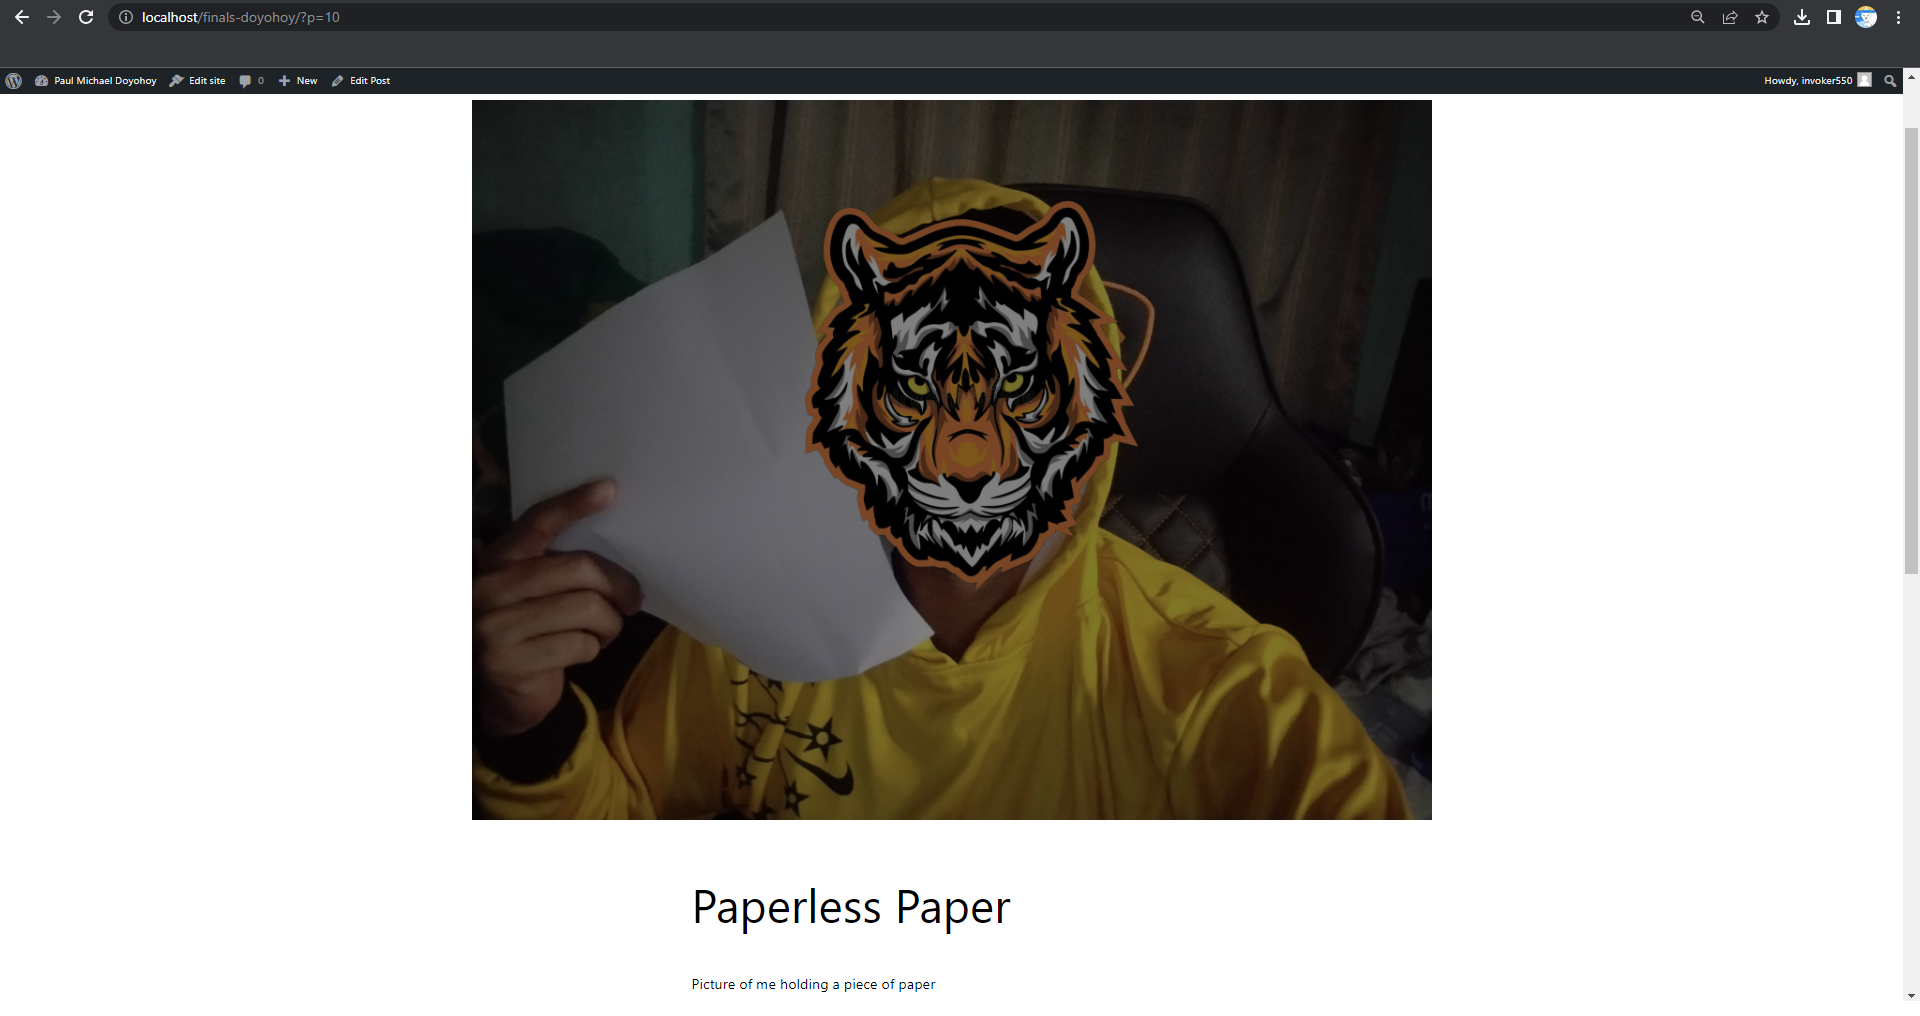 localhost/finals-doyohoy/?p=10
Paul Michael Doyohoy Edit site 0 New Edit Post Howdy, invoker550
Paperless Paper
Picture of me holding a piece of paper